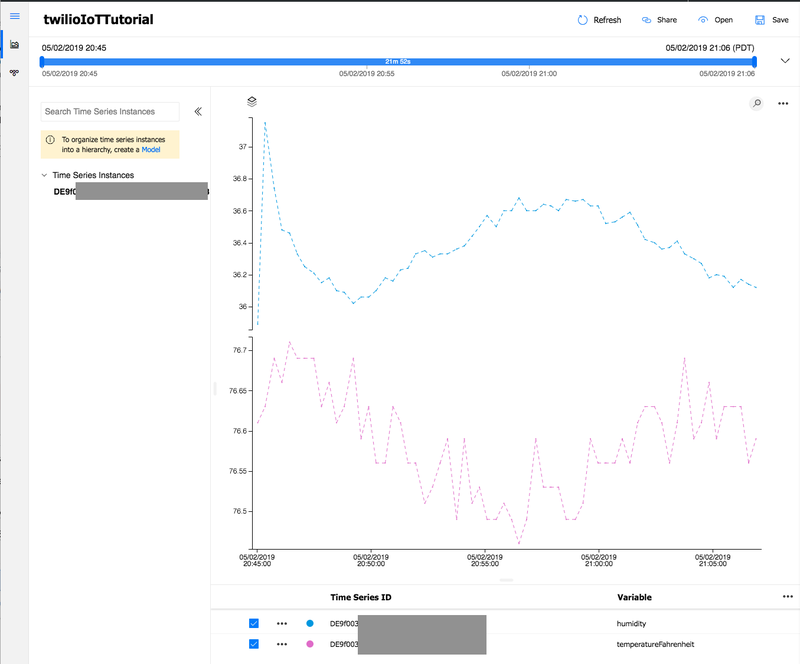 twilioIoTTutorial
Refresh
Share
Open
Save
05/02/2019 20:45
05/02/2019 21:06 (PDT)
21m 52s
05/02/2019 20:45
05/02/2019 20:55
05/02/2019 21:00
05/02/2019 21:06
Search Time Series Instances
To organize time series instances
into a hierarchy, create a Model
Time Series Instances
DE9f0
37
36.8
36.6
36.4
36.2
36
76.7
76.65
76.6
76.55
76.5
05/02/2019
20:45:00
05/02/2019
20:50:00
05/02/2019
20:55:00
05/02/2019
21:00:00
05/02/2019
21:05:00
Time Series ID
Variable
DE9f003
humidity
DE9f003
temperatureFahrenheit